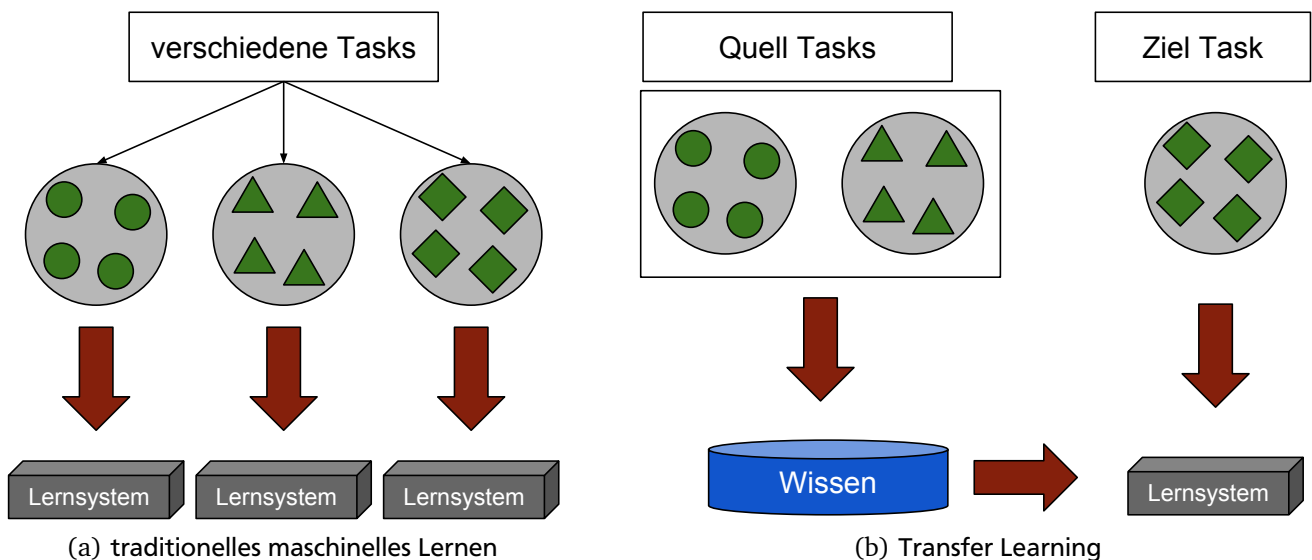 verschiedene Tasks
Quell Tasks
Ziel Task
Lernsystem
Lernsystem
Lernsystem
Wissen
Lernsystem
(a) traditionelles maschinelles Lernen
(b) Transfer Learning